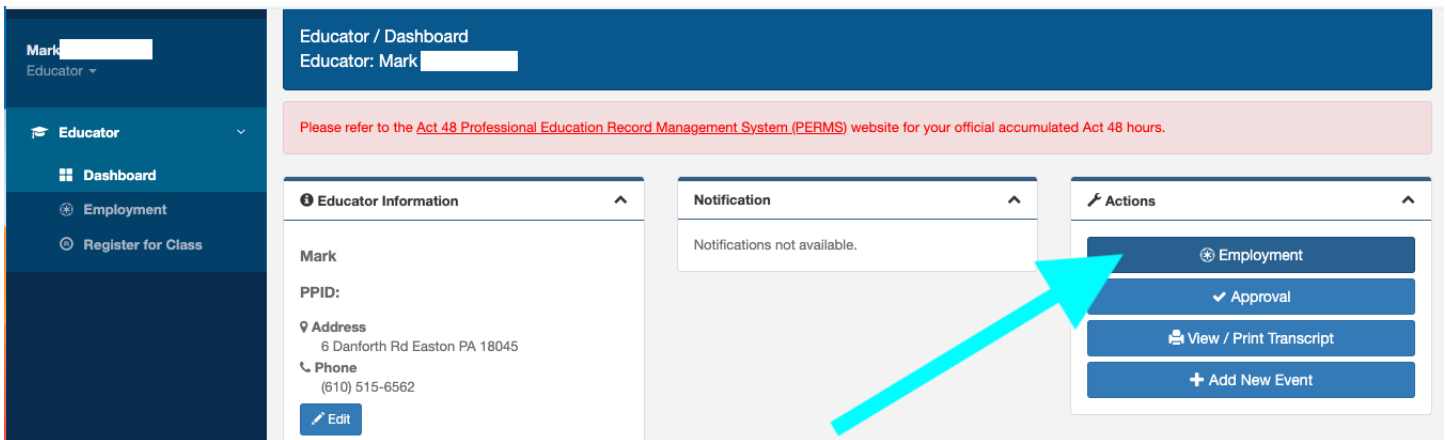 Mark
Educator
Educator
Dashboard
Employment
Register for Class
Educator / Dashboard
Educator: Mark
Please refer to the Act 48 Professional Education Record Management System (PERMS) website for your official accumulated Act 48 hours.
Educator Information
Mark
PPID:
Address
6 Danforth Rd Easton PA 18045
Phone
(610) 515-6562
Edit
Notification
Notifications not available.
Actions
Employment
Approval
View / Print Transcript
Add New Event